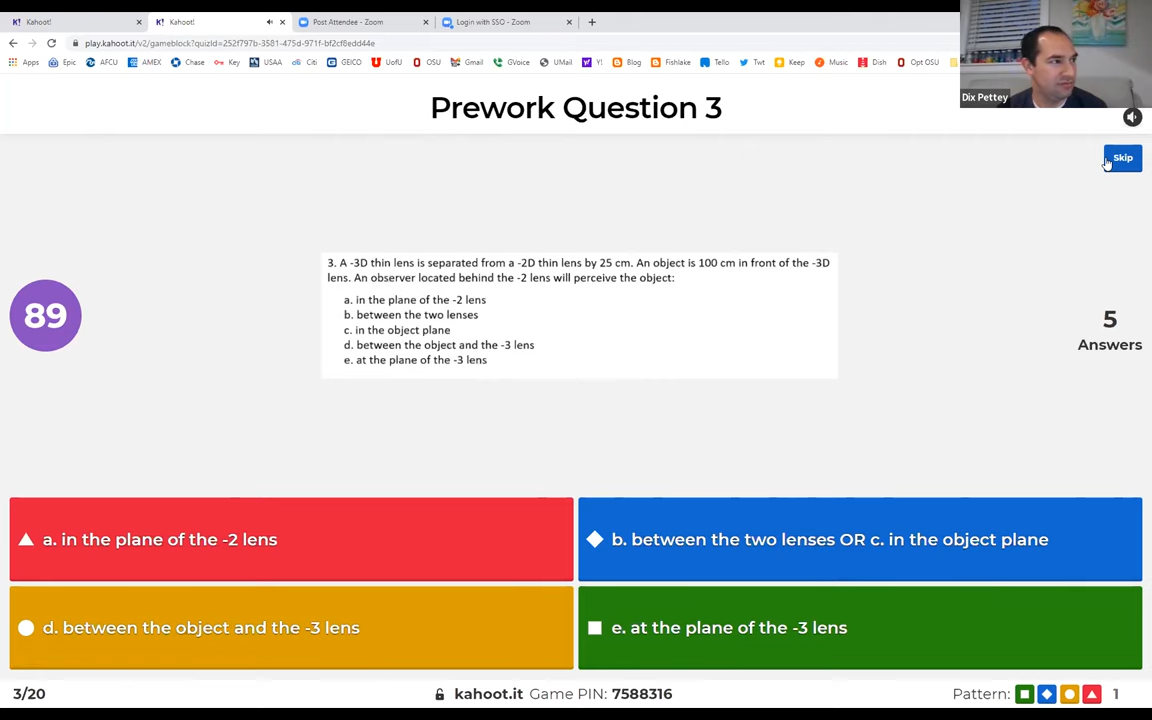 Kahoot!
Kahoot!
Post Attendee - Zoom
Login with SSO - Zoom
play.kahoot.it/v2/gameblock?quizId=252f797b-3581-475d-971f-bf2cf8edd44e
Apps Epic AFCU AMEX Chase Key USAA Citi GEICO UofU OSU Gmail GVoice UMail Y! Blog Fishlake Tello Twt Keep Music Dish Opt OSU
Dix Pettey
Prework Question 3
Skip
3. A -3D thin lens is separated from a -2D thin lens by 25 cm. An object is 100 cm in front of the -3D
lens. An observer located behind the -2 lens will perceive the object:
a. in the plane of the -2 lens
b. between the two lenses
c. in the object plane
d. between the object and the -3 lens
e. at the plane of the -3 lens
89
5
Answers
a. in the plane of the -2 lens
b. between the two lenses OR c. in the object plane
d. between the object and the -3 lens
e. at the plane of the -3 lens
3/20
kahoot.it Game PIN: 7588316
Pattern: 1